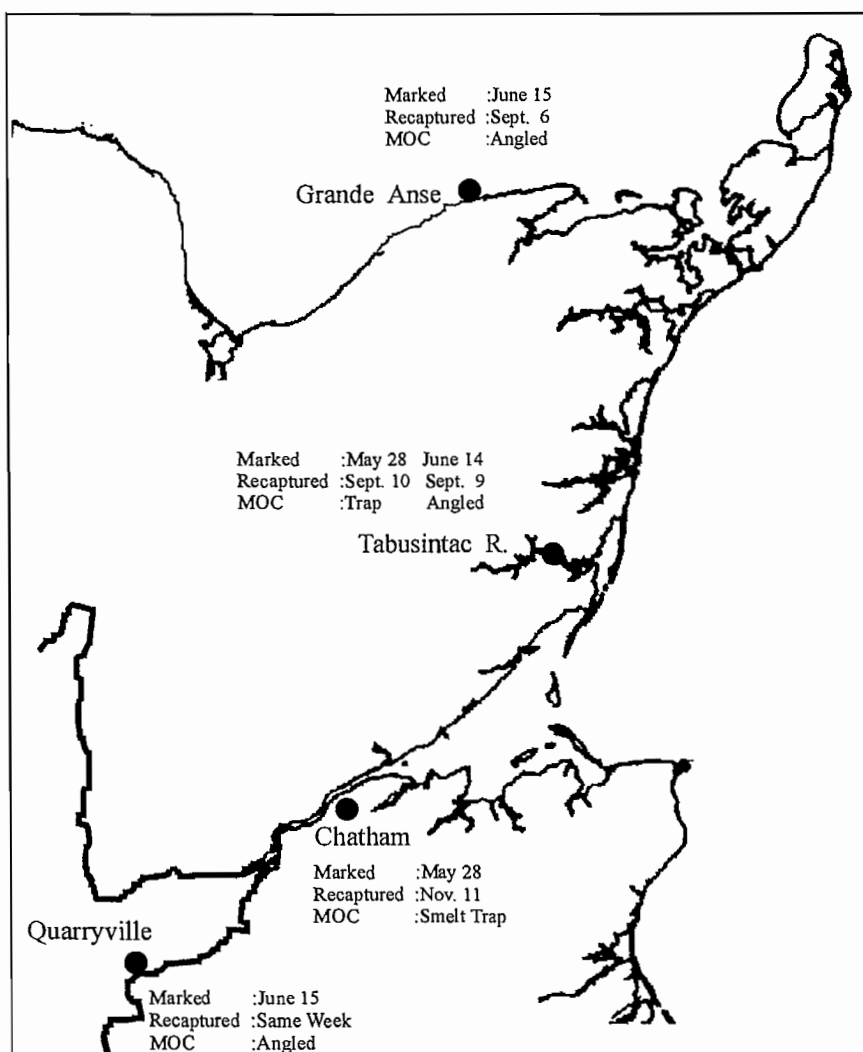 Marked :June 15
Recaptured :Sept. 6
MOC :Angled
Grande Anse
Marked :May 28 June 14
Recaptured :Sept. 10 Sept. 9
MOC :Trap Angled
Tabusintac R.
Chatham
Marked :May 28
Recaptured :Nov. 11
MOC :Smelt Trap
Quarryville
Marked :June 15
Recaptured :Same Week
MOC :Angled